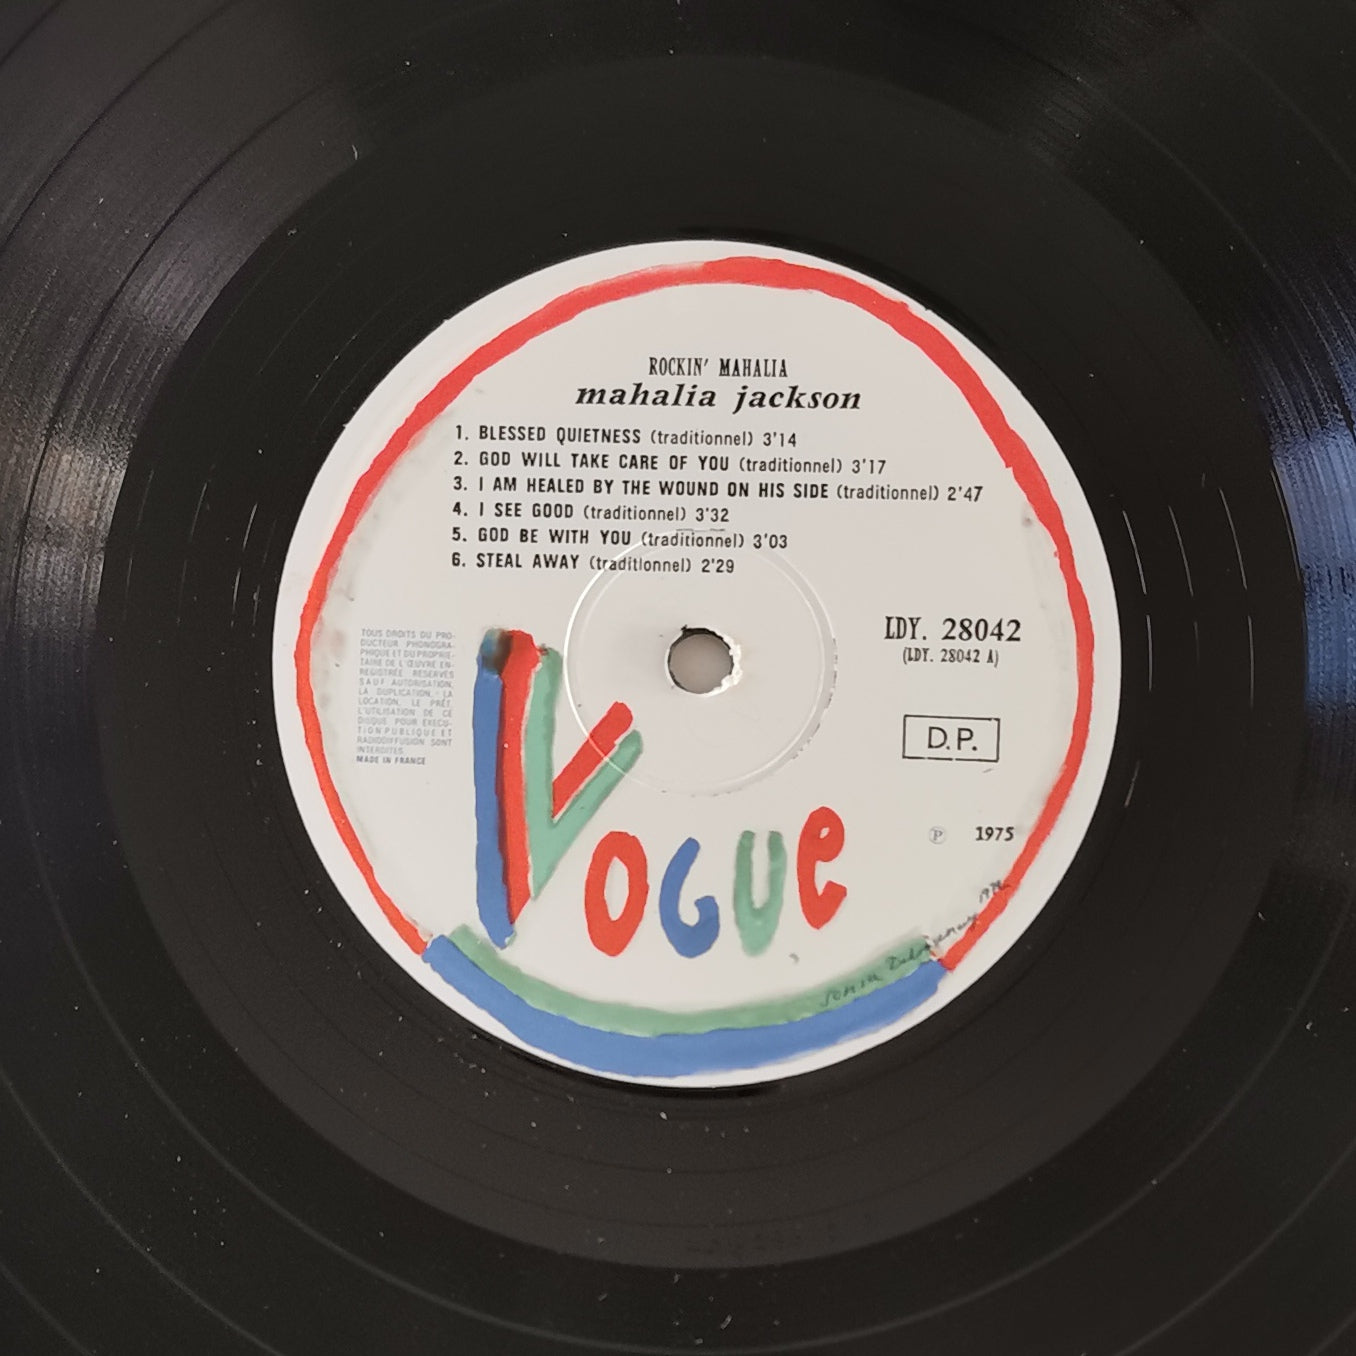 ROCKIN' MAHALIA
mahalia jackson
1. BLESSED QUIETNESS (traditionnel) 3'14
2. GOD WILL TAKE CARE OF YOU (traditionnel) 3'17
3. I AM HEALED BY THE WOUND ON HIS SIDE (traditionnel) 2'47
4. I SEE GOOD (traditionnel) 3'32
5. GOD BE WITH YOU (traditionnel) 3'03
6. STEAL AWAY (traditionnel) 2'29
TOUS DROITS DU PRO-
DUCTEUR PHONOGRA-
PHIQUE ET DU PROPRIE-
TAIRE DE L'ŒUVRE EN-
REGISTRÉE RESERVES
SAUF AUTORISATION,
LA DUPLICATION, LA
LOCATION, LE PRÊT,
L'UTILISATION DE CE
DISQUE POUR EXECU-
TION PUBLIQUE ET
RADIODIFFUSION SONT
INTERDITES
MADE IN FRANCE
LDY. 28042
(LDY. 28042 A)
D.P.
℗ 1975
VOGUe
sonia Delaunay